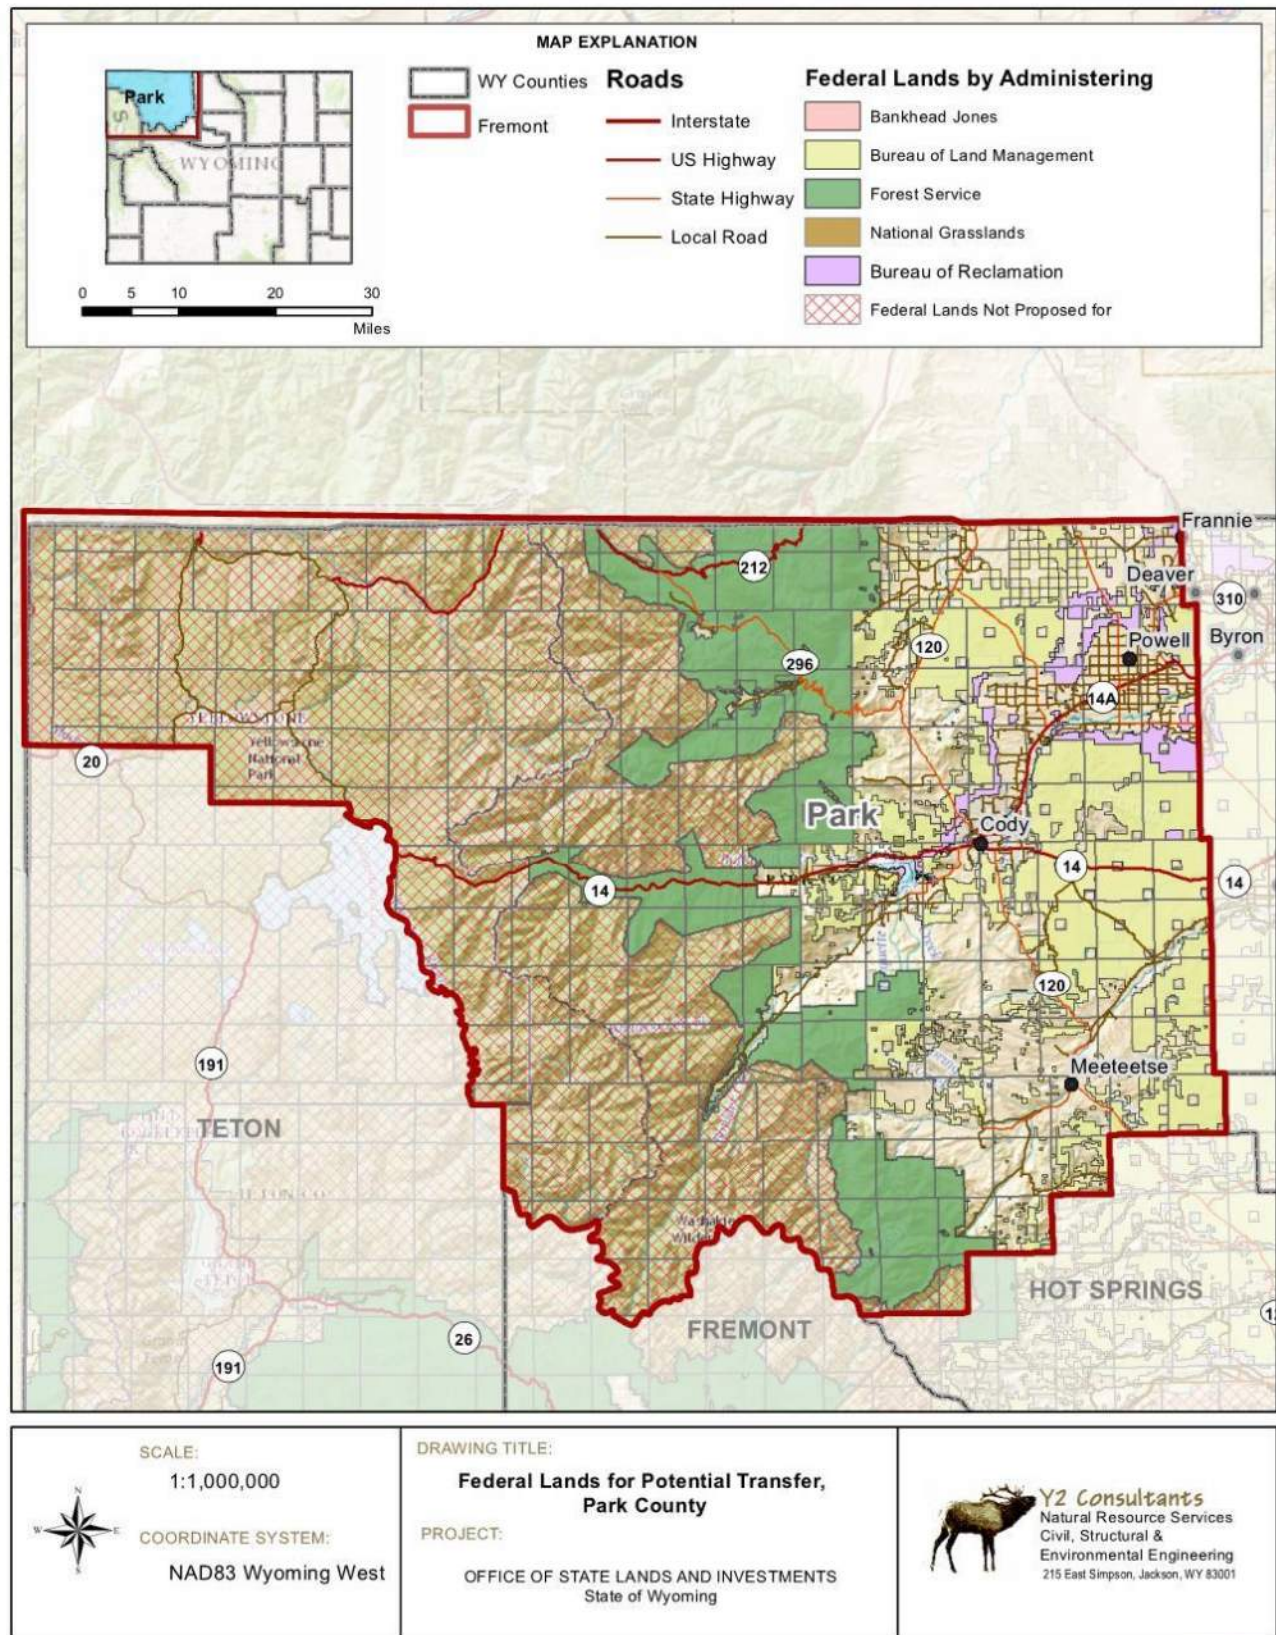 MAP EXPLANATION
Park
WYOMING
0 5 10 20 30
Miles
WY Counties
Fremont
Roads
Interstate
US Highway
State Highway
Local Road
Federal Lands by Administering
Bankhead Jones
Bureau of Land Management
Forest Service
National Grasslands
Bureau of Reclamation
Federal Lands Not Proposed for
Frannie
212
Deaver
310
Powell
Byron
120
296
14A
YELLOWSTONE
Yellowstone
National
Park
20
Park
Cody
14
14
14
120
191
Meeteetse
TETON
TETON CO
Washakie
HOT SPRINGS
FREMONT
26
191
SCALE:
1:1,000,000
COORDINATE SYSTEM:
NAD83 Wyoming West
N
W E
S
DRAWING TITLE:
Federal Lands for Potential Transfer,
Park County
PROJECT:
OFFICE OF STATE LANDS AND INVESTMENTS
State of Wyoming
Y2 Consultants
Natural Resource Services
Civil, Structural &
Environmental Engineering
215 East Simpson, Jackson, WY 83001